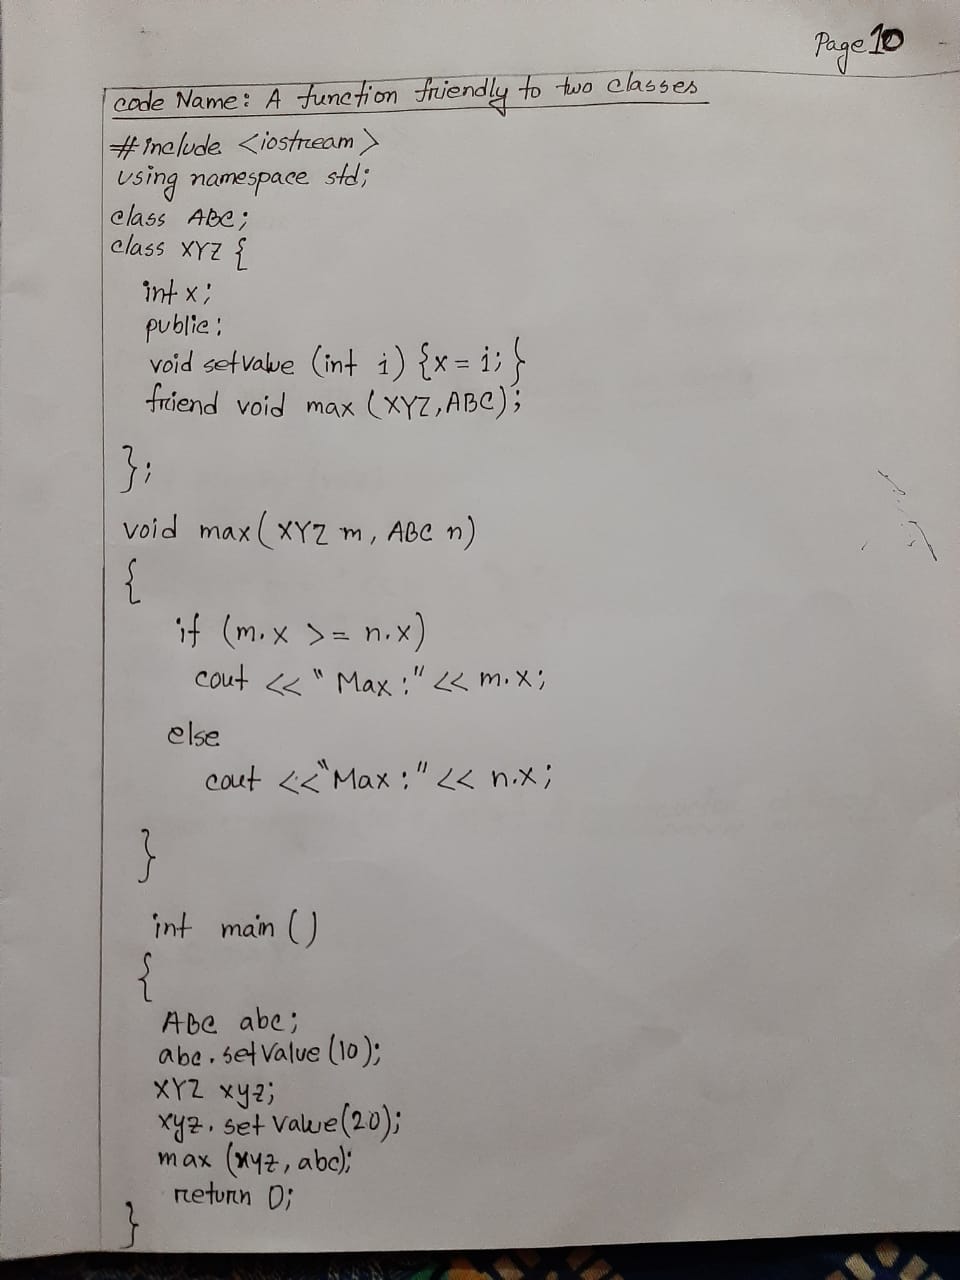 Page 10
code Name: A function friendly to two classes
#include <iostream>
using namespace std;
class ABC;
class XYZ {
int x;
public:
void setvalue (int i) {x = i;}
friend void max (XYZ, ABC);
};
void max (XYZ m, ABC n)
{
if (m.x >= n.x)
cout << " Max :" << m.x;
else
cout << "Max :" << n.x;
}
int main ()
{
ABC abc;
abc. setValue (10);
XYZ xyz;
xyz. set Value (20);
max (xyz, abc);
return 0;
}